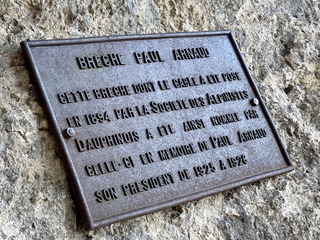 BRECHE PAUL ARNAUD
CETTE BRECHE DONT LE CABLE A ETE POSE
EN 1894 PAR LA SOCIETE DES ALPINISTES
DAUPHINOIS A ETE AINSI NOMMEE PAR
CELLE-CI EN MEMOIRE DE PAUL ARNAUD
SON PRESIDENT DE 1925 A 1926